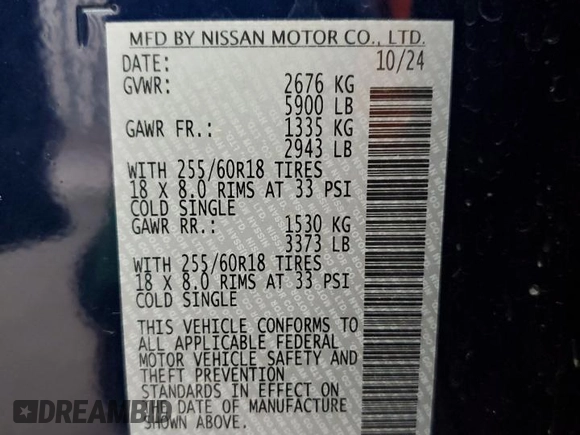 MFD BY NISSAN MOTOR CO., LTD.
DATE: 10/24
GVWR: 2676 KG
5900 LB
GAWR FR.: 1335 KG
2943 LB
WITH 255/60R18 TIRES
18 X 8.0 RIMS AT 33 PSI
COLD SINGLE
GAWR RR.: 1530 KG
3373 LB
WITH 255/60R18 TIRES
18 X 8.0 RIMS AT 33 PSI
COLD SINGLE
THIS VEHICLE CONFORMS TO
ALL APPLICABLE FEDERAL
MOTOR VEHICLE SAFETY AND
THEFT PREVENTION
STANDARDS IN EFFECT ON
THE DATE OF MANUFACTURE
SHOWN ABOVE.
DREAMBID